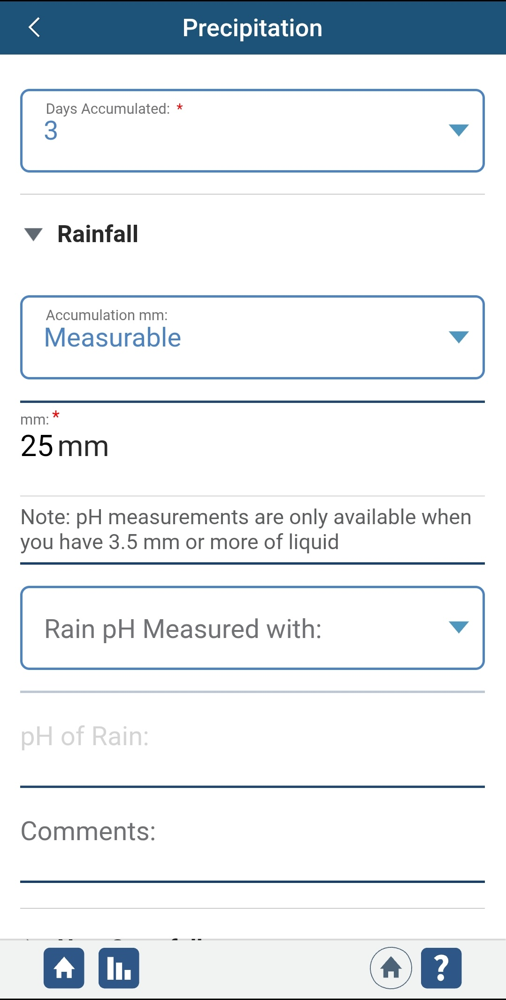 Precipitation
Days Accumulated: *
3
Rainfall
Accumulation mm:
Measurable
mm: *
25 mm
Note: pH measurements are only available when
you have 3.5 mm or more of liquid
Rain pH Measured with:
pH of Rain:
Comments:
?